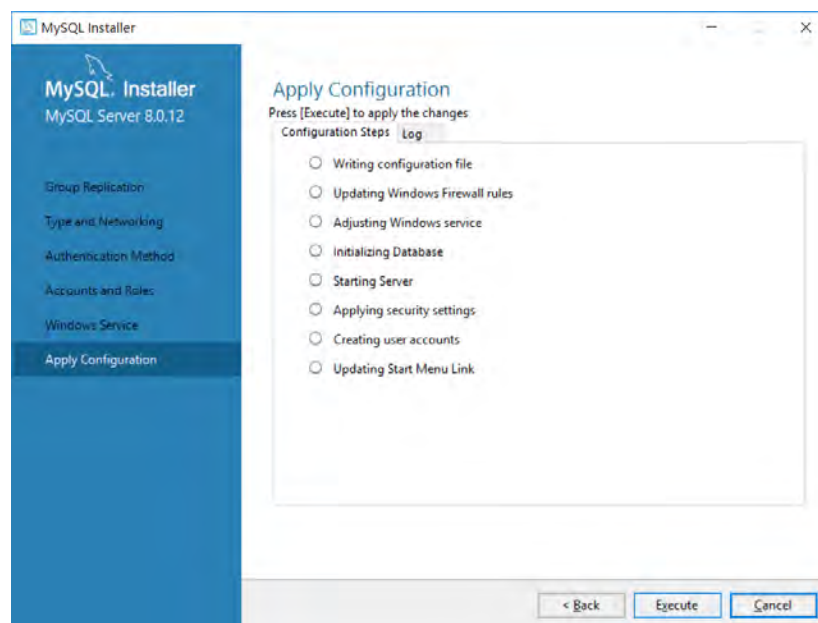 MySQL Installer
MySQL. Installer
MySQL Server 8.0.12
Group Replication
Type and Networking
Authentication Method
Accounts and Roles
Windows Service
Apply Configuration
Apply Configuration
Press [Execute] to apply the changes
Configuration Steps Log
Writing configuration file
Updating Windows Firewall rules
Adjusting Windows service
Initializing Database
Starting Server
Applying security settings
Creating user accounts
Updating Start Menu Link
< Back Execute Cancel